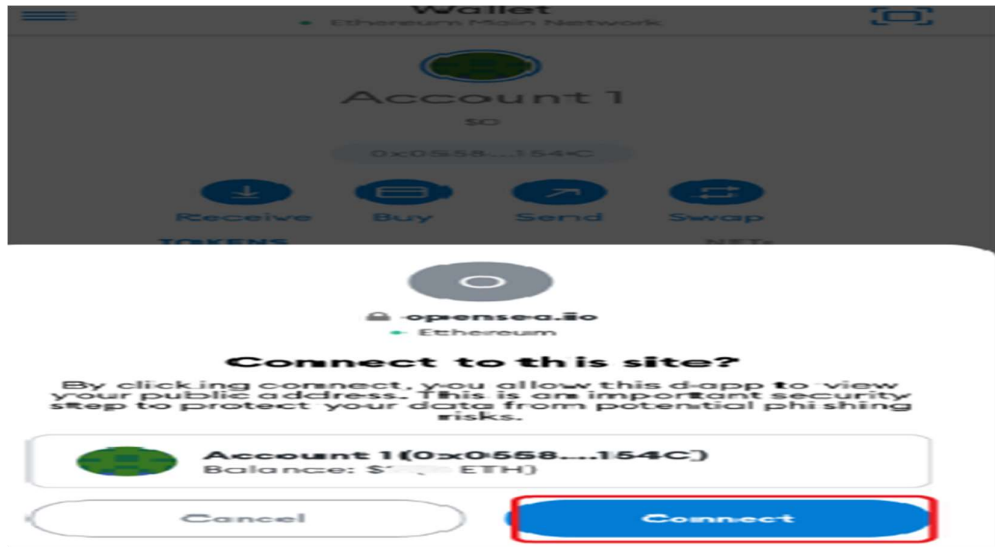 Wallet
Ethereum Main Network
Account 1
$0
0x0558...154C
Receive Buy Send Swap
TOKENS NFTs
opensea.io
Ethereum
Connect to this site?
By clicking connect, you allow this dapp to view
your public address. This is an important security
step to protect your data from potential phishing
risks.
Account 1 (0x0558...154C)
Balance: $ ETH)
Cancel Connect